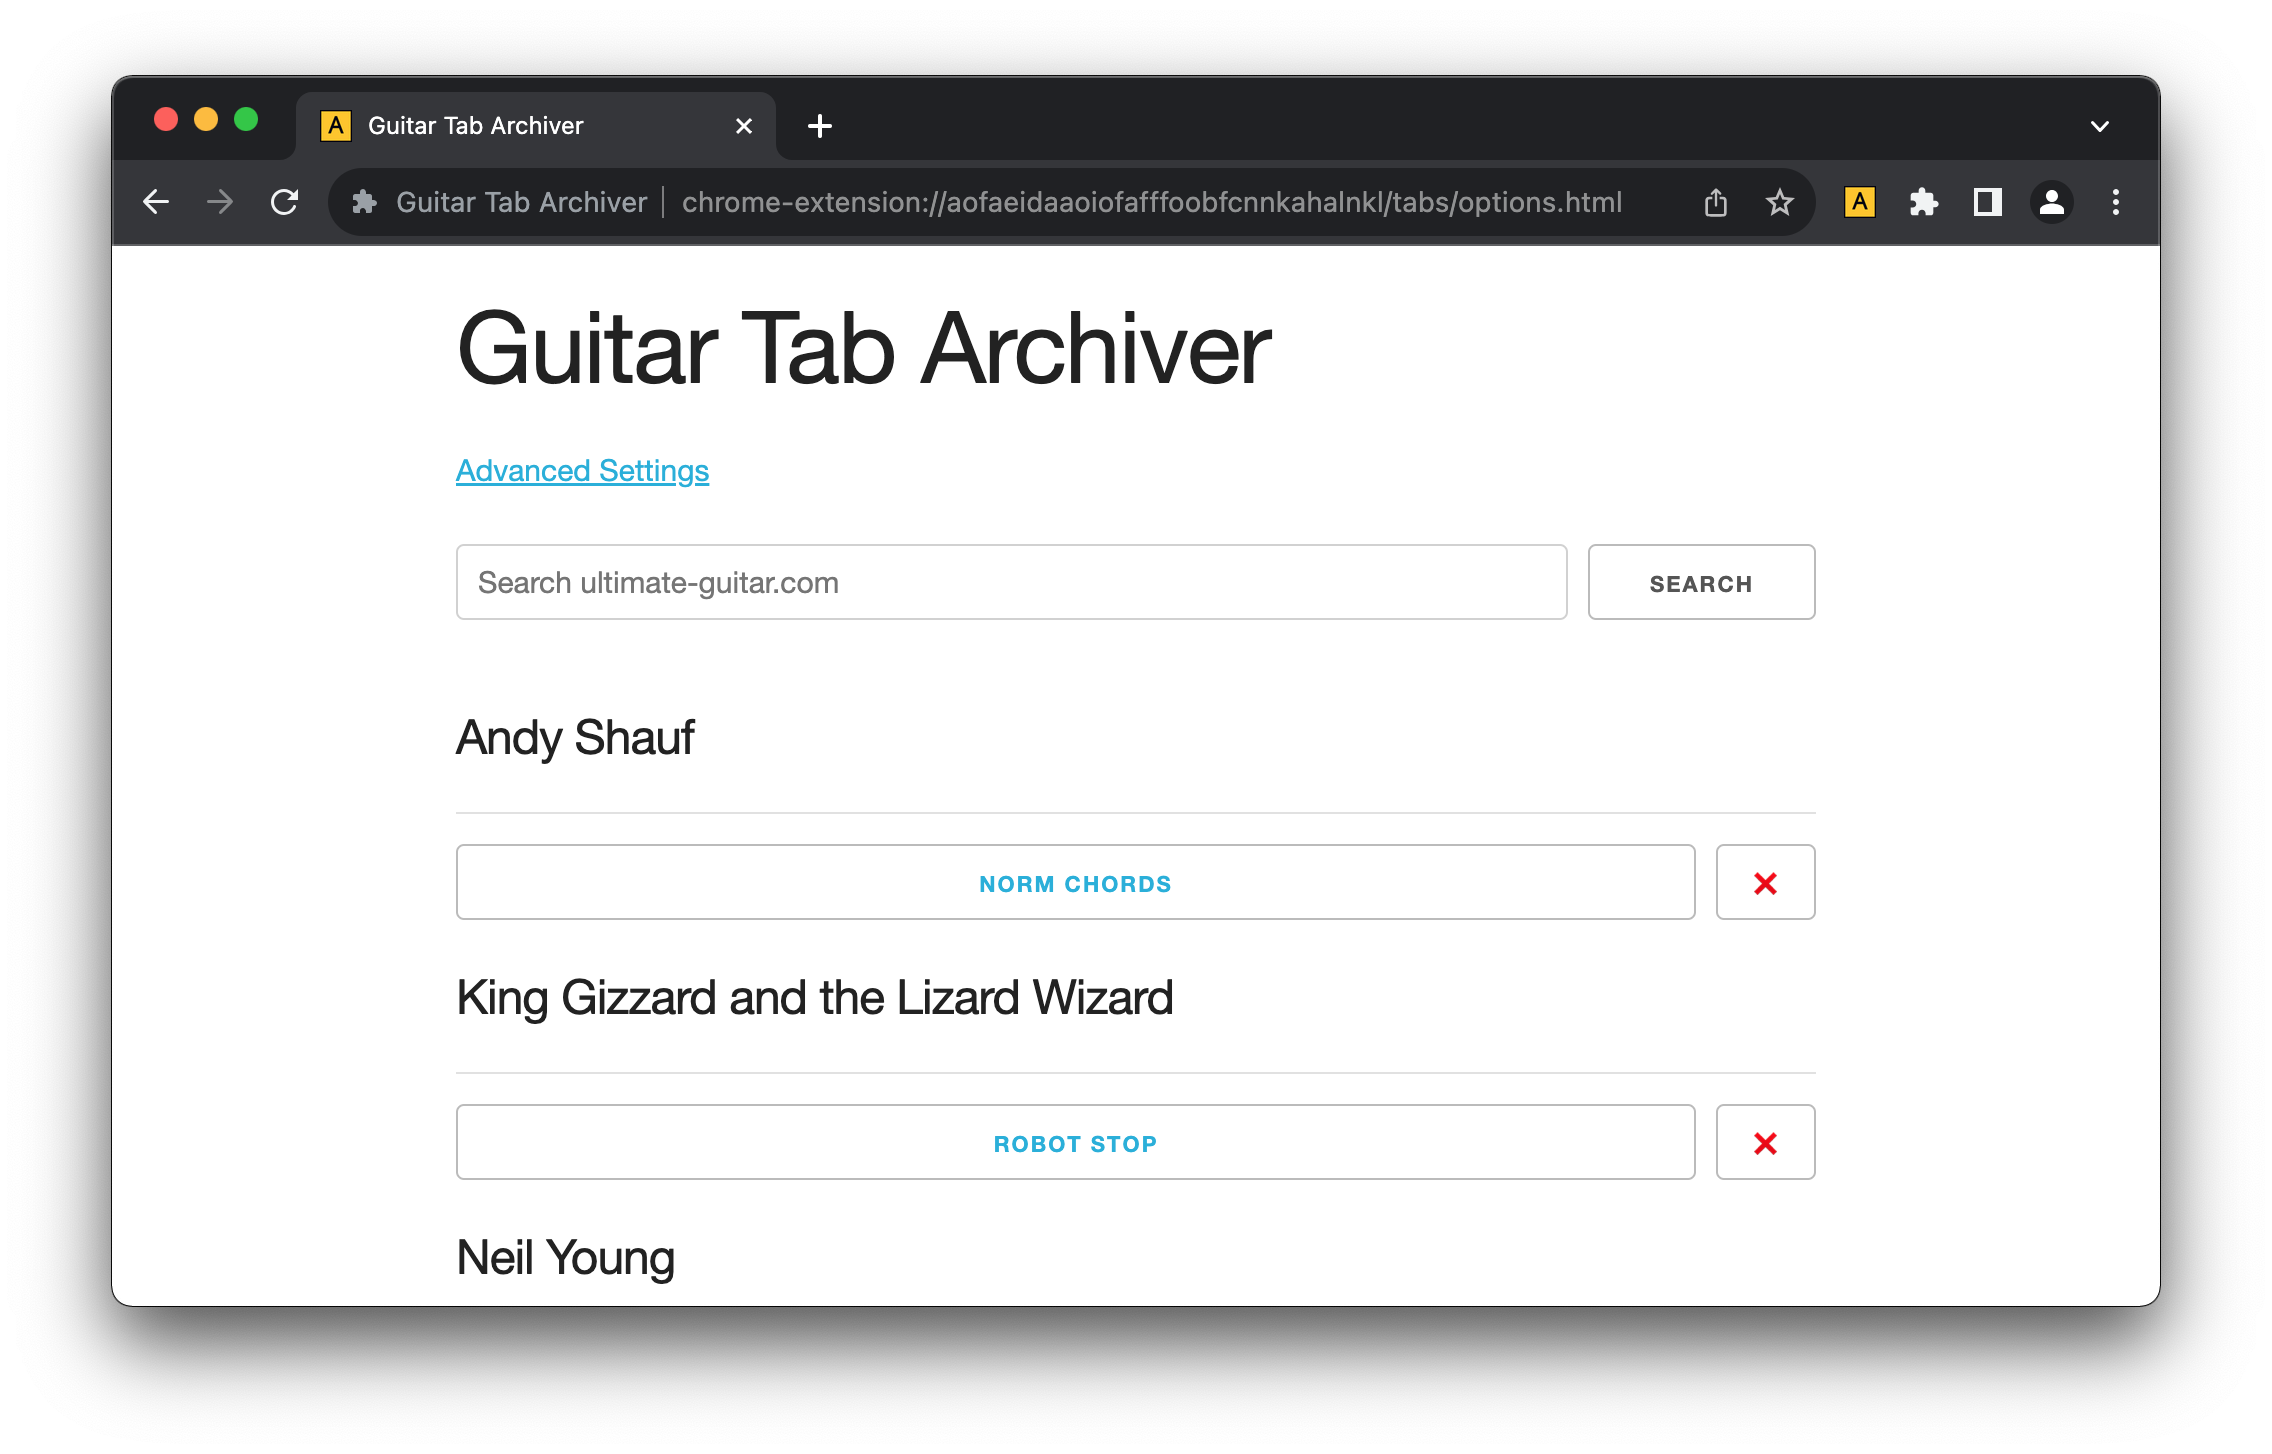 A Guitar Tab Archiver
Guitar Tab Archiver | chrome-extension://aofaeidaaoiofafffoobfcnnkahalnkl/tabs/options.html A
Guitar Tab Archiver
Advanced Settings
Search ultimate-guitar.com SEARCH
Andy Shauf
NORM CHORDS
King Gizzard and the Lizard Wizard
ROBOT STOP
Neil Young